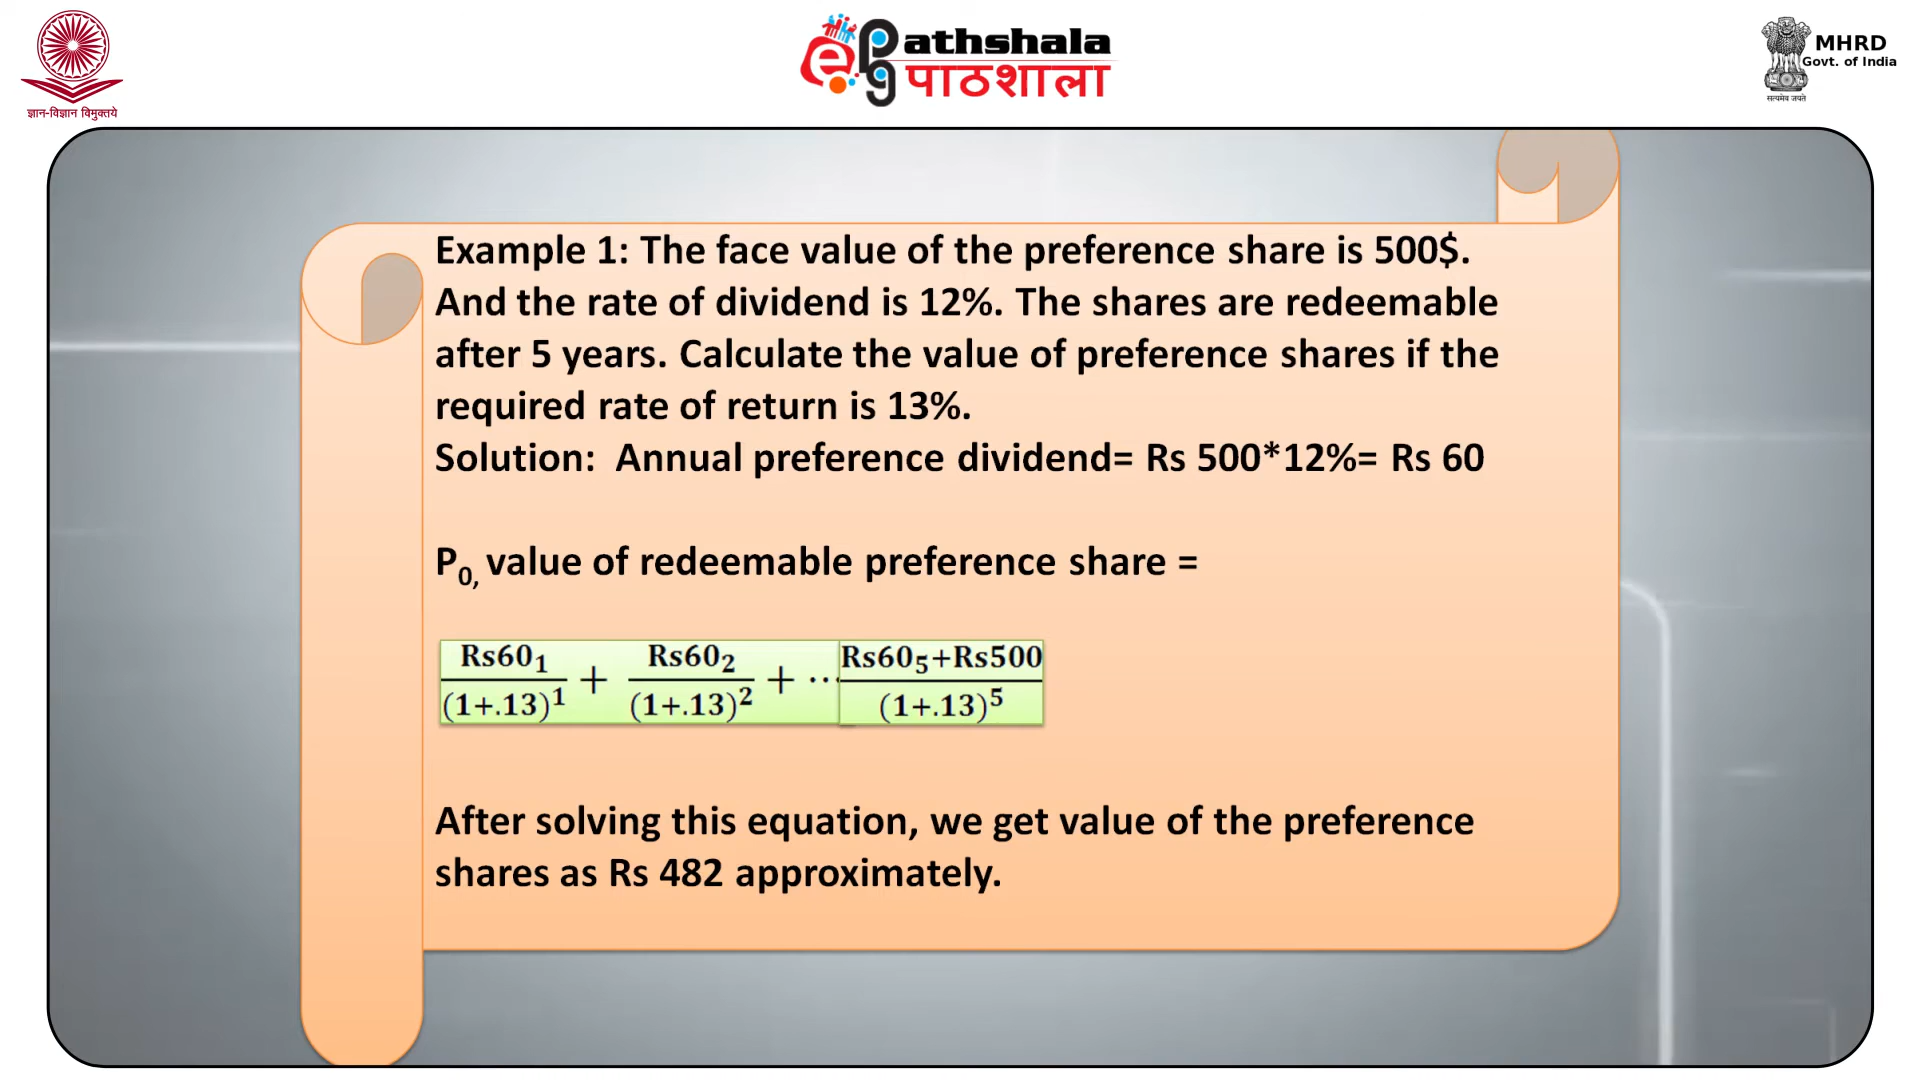 ज्ञान-विज्ञान विमुक्तये
e pg athshala
पाठशाला
MHRD
Govt. of India
सत्यमेव जयते
Example 1: The face value of the preference share is 500$.
And the rate of dividend is 12%. The shares are redeemable
after 5 years. Calculate the value of preference shares if the
required rate of return is 13%.
Solution:  Annual preference dividend= Rs 500*12%= Rs 60
P₀, value of redeemable preference share =
Rs60₁/(1+.13)¹ + Rs60₂/(1+.13)² + ⋯ Rs60₅+Rs500/(1+.13)⁵
After solving this equation, we get value of the preference
shares as Rs 482 approximately.